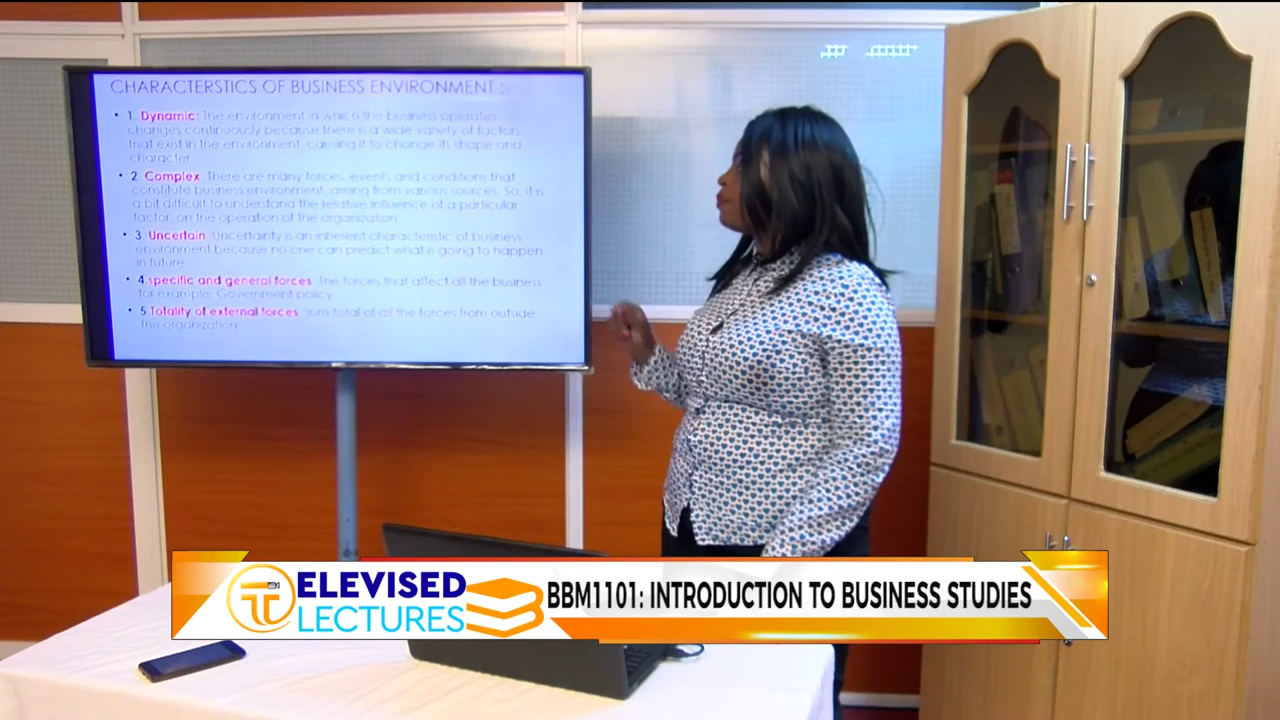 CHARACTERSTICS OF BUSINESS ENVIRONMENT :-
• 1. Dynamic: The environment in which the business operates
changes continuously because there is a wide variety of factors
that exist in the environment, causing it to change its shape and
character.
• 2. Complex: There are many forces, events and conditions that
constitute business environment, arising from various sources. So, it is
a bit difficult to understand the relative influence of a particular
factor, on the operation of the organization.
• 3. Uncertain: Uncertainty is an inherent characteristic of business
environment because no one can predict what is going to happen
in future.
• 4.specific and general forces: The forces that affect all the business
for example. Government policy.
• 5.Totality of external forces: sum total of all the forces from outside
the organization.
TELEVISED
LECTURES
BBM1101: INTRODUCTION TO BUSINESS STUDIES